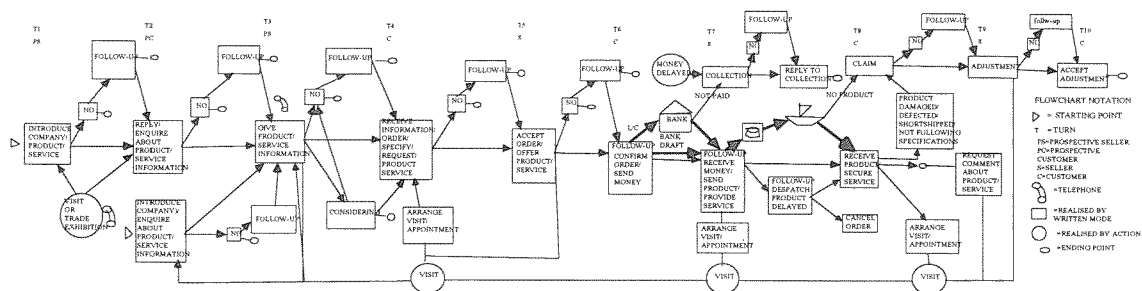 T1
PS
T2
PC
T3
PS
T4
C
T5
S
T6
C
T7
S
T8
C
T9
S
T10
C
FOLLOW-UP
FOLLOW-UP
FOLLOW-UP
FOLLOW-UP
FOLLOW-UP
FOLLOW-UP
FOLLOW-UP
follow-up
NO
NO
NO
NO
NO
NO
NO
NO
INTRODUCE
COMPANY/
PRODUCT/
SERVICE
REPLY/
ENQUIRE
ABOUT
PRODUCT/
SERVICE
INFORMATION
GIVE
PRODUCT/
SERVICE
INFORMATION
RECEIVE
INFORMATION/
ORDER/
SPECIFY/
REQUEST/
PRODUCT
SERVICE
ACCEPT
ORDER/
OFFER
PRODUCT/
SERVICE
FOLLOW-UP
CONFIRM
ORDER/
SEND
MONEY
L/C
BANK
BANK
DRAFT
NOT PAID
MONEY
DELAYED
COLLECTION
REPLY TO
COLLECTION
NO PRODUCT
CLAIM
ADJUSTMENT
ACCEPT
ADJUSTMENT
FOLLOW-UP
RECEIVE
MONEY/
SEND
PRODUCT/
PROVIDE
SERVICE
FOLLOW-UP
DESPATCH
PRODUCT
DELAYED
CANCEL
ORDER
RECEIVE
PRODUCT
SECURE
SERVICE
PRODUCT
DAMAGED/
DEFECTED/
SHORTSHIPPED/
NOT FOLLOWING
SPECIFICATIONS
REQUEST
COMMENT
ABOUT
PRODUCT/
SERVICE
VISIT
OR
TRADE
EXHIBITION
INTRODUCE
COMPANY/
ENQUIRE
ABOUT
PRODUCT/
SERVICE
INFORMATION
NO
FOLLOW-UP
CONSIDERING
ARRANGE
VISIT/
APPOINTMENT
ARRANGE
VISIT/
APPOINTMENT
ARRANGE
VISIT/
APPOINTMENT
VISIT
VISIT
VISIT
FLOWCHART NOTATION
= STARTING POINT
T = TURN
PS=PROSPECTIVE SELLER
PC=PROSPECTIVE
CUSTOMER
S=SELLER
C=CUSTOMER
=TELEPHONE
=REALISED BY
WRITTEN MODE
=REALISED BY ACTION
=ENDING POINT